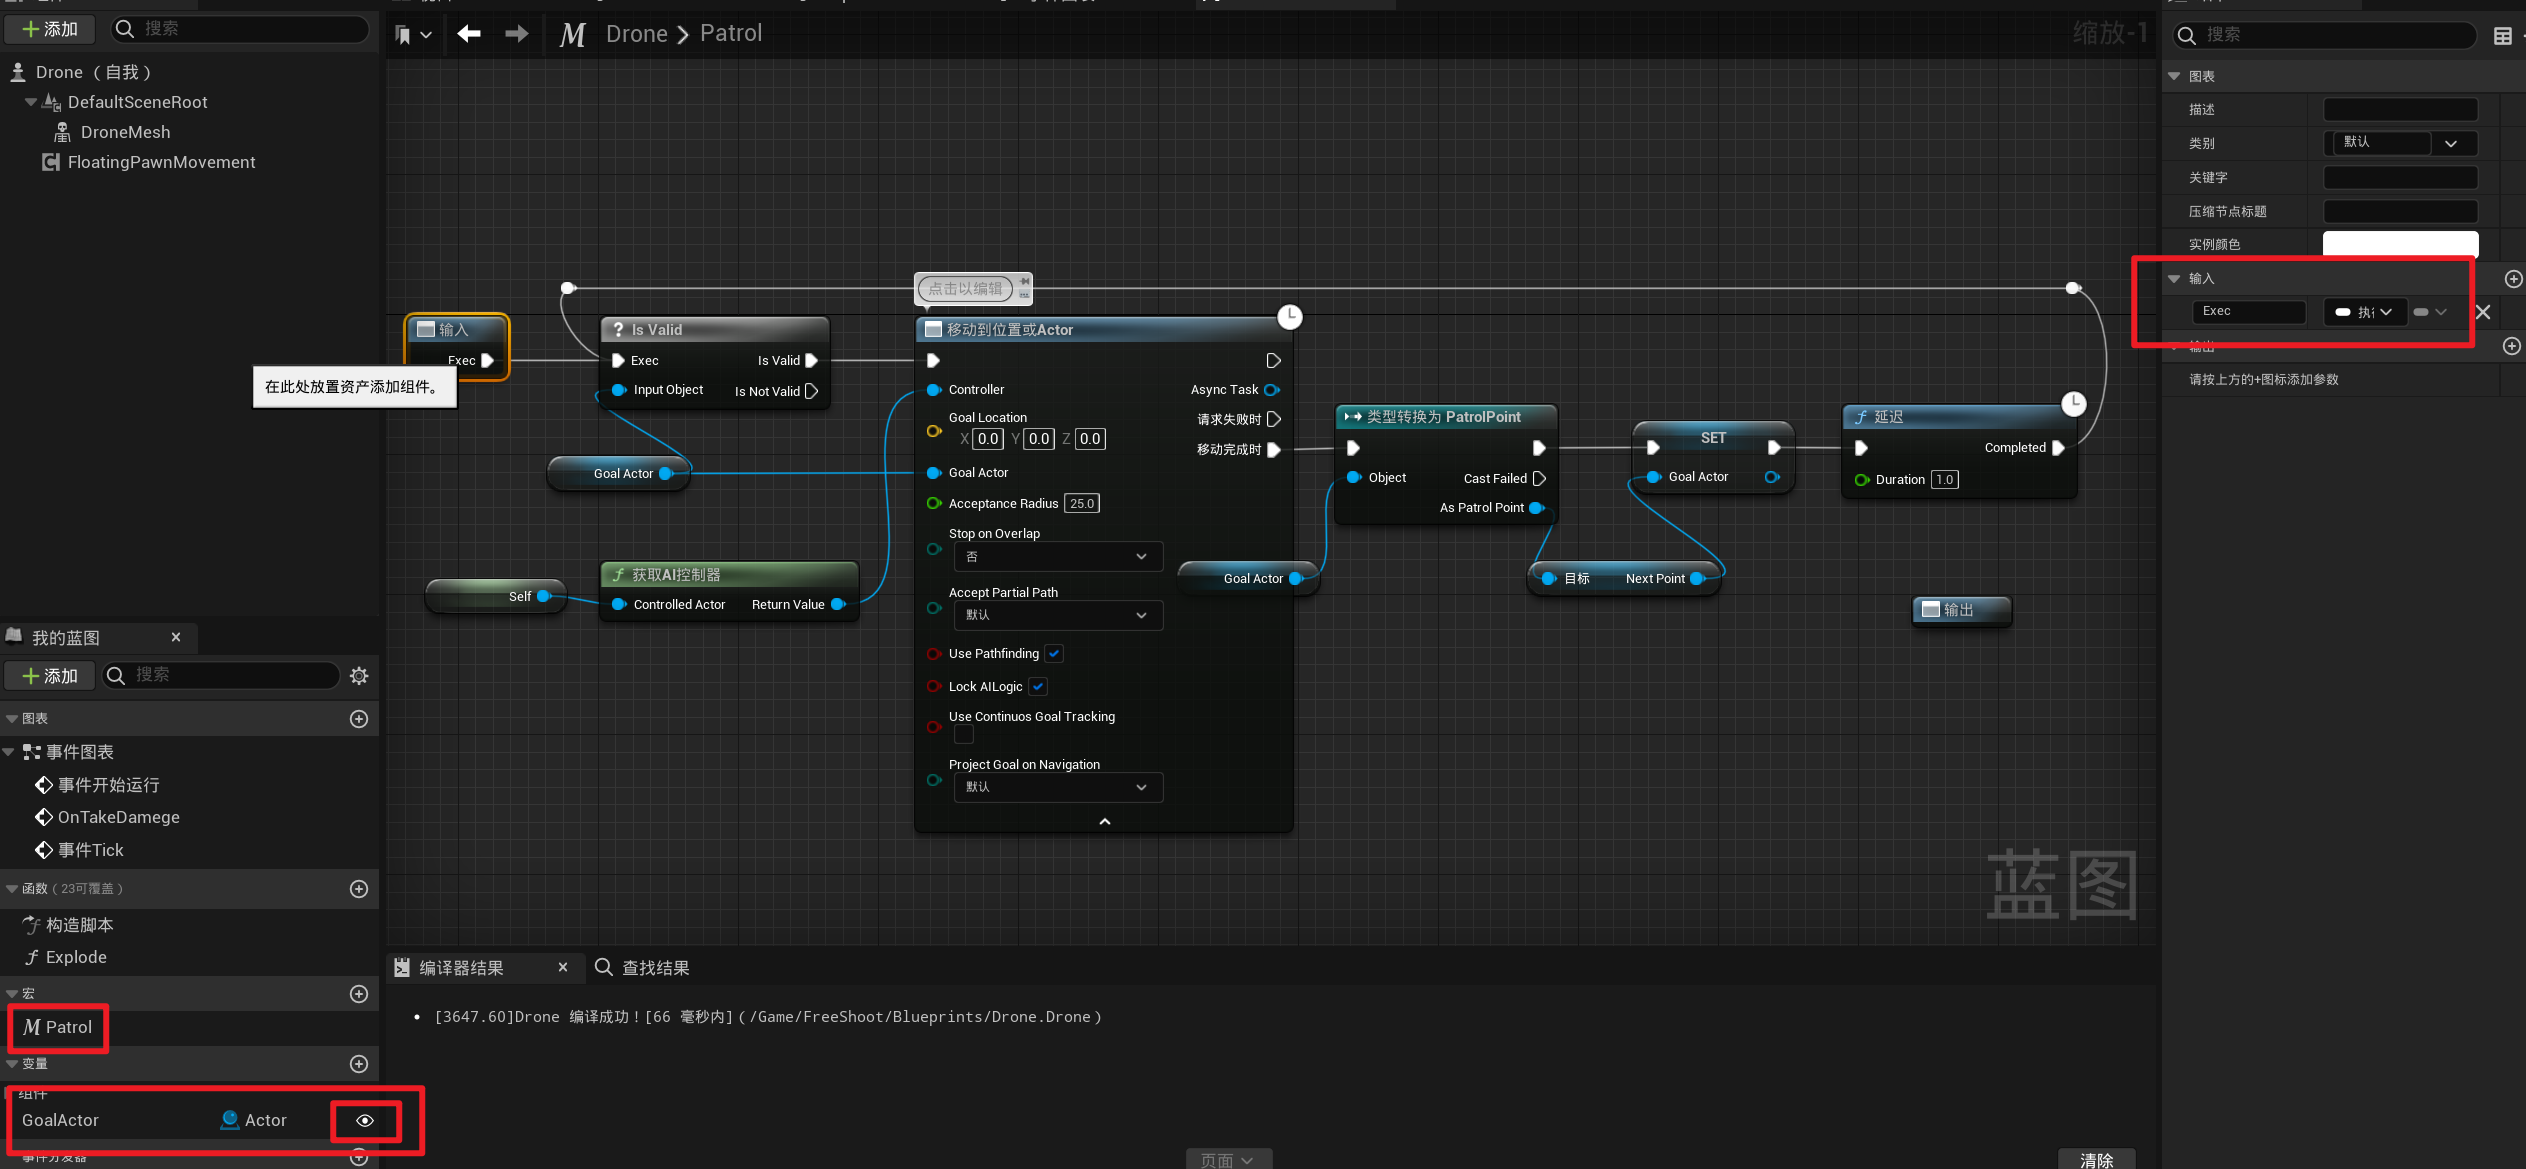 添加
搜索
Drone （自我）
DefaultSceneRoot
DroneMesh
FloatingPawnMovement
在此处放置资产添加组件。
我的蓝图
添加
搜索
图表
事件图表
事件开始运行
OnTakeDamege
事件Tick
函数（23可覆盖）
构造脚本
Explode
宏
Patrol
变量
组件
GoalActor Actor
事件分发器
Drone Patrol
缩放-1
点击以编辑
输入
Exec
Is Valid
Exec Is Valid
Input Object Is Not Valid
Goal Actor
Self
获取AI控制器
Controlled Actor Return Value
移动到位置或Actor
Controller Async Task
Goal Location 请求失败时
X 0.0 Y 0.0 Z 0.0
移动完成时
Goal Actor
Acceptance Radius 25.0
Stop on Overlap
否
Accept Partial Path
默认
Use Pathfinding
Lock AILogic
Use Continuos Goal Tracking
Project Goal on Navigation
默认
Goal Actor
类型转换为 PatrolPoint
Object Cast Failed
As Patrol Point
目标 Next Point
SET
Goal Actor
延迟
Completed
Duration 1.0
输出
蓝图
编译器结果
查找结果
[3647.60]Drone 编译成功！[66 毫秒内]（/Game/FreeShoot/Blueprints/Drone.Drone）
页面
清除
搜索
图表
描述
类别 默认
关键字
压缩节点标题
实例颜色
输入
Exec
输出
请按上方的+图标添加参数